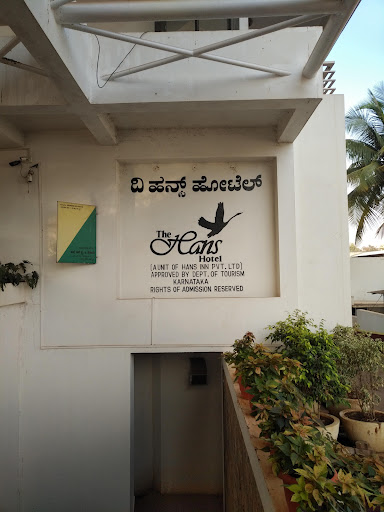 ದಿ ಹನ್ಸ್ ಹೋಟೆಲ್
The
Hans
Hotel
(A UNIT OF HANS INN PVT. LTD)
APPROVED BY DEPT. OF TOURISM
KARNATAKA
RIGHTS OF ADMISSION RESERVED